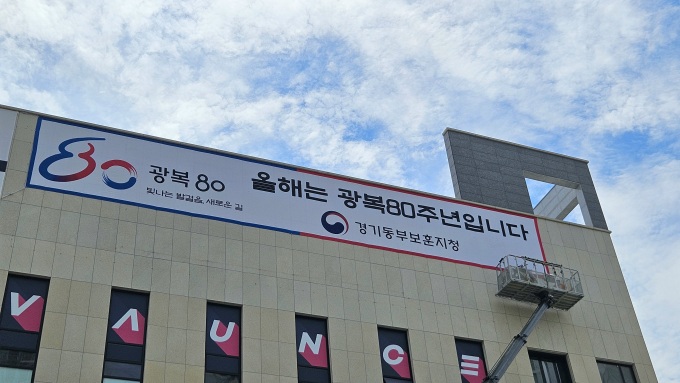 80 광복 80
빛나는 발걸음, 새로운 길
올해는 광복80주년입니다
경기동부보훈지청
VAUNCE